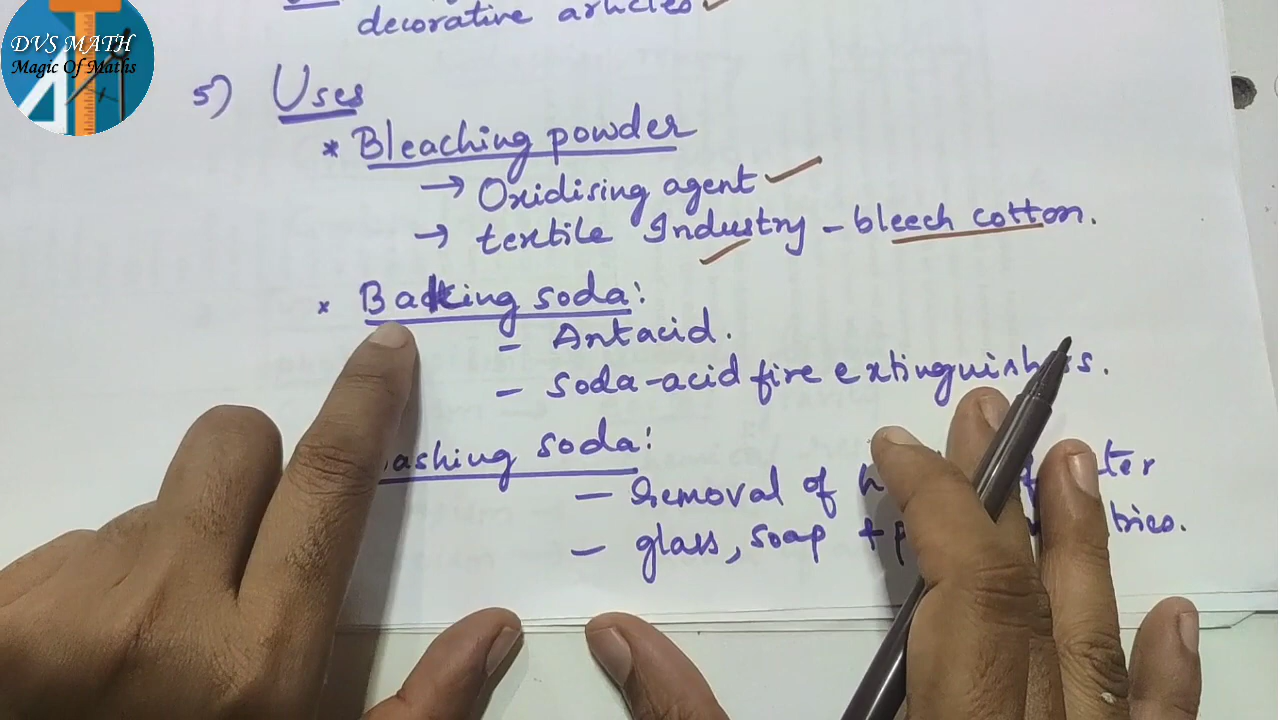 DVS MATH
Magic Of Maths
decorative articles
5) Uses
* Bleaching powder
→ Oxidising agent
→ textile Industry - bleech cotton.
* Baking soda:
- Antacid.
- Soda-acid fire extinguishers.
ashing soda:
- removal of
- glass, soap +